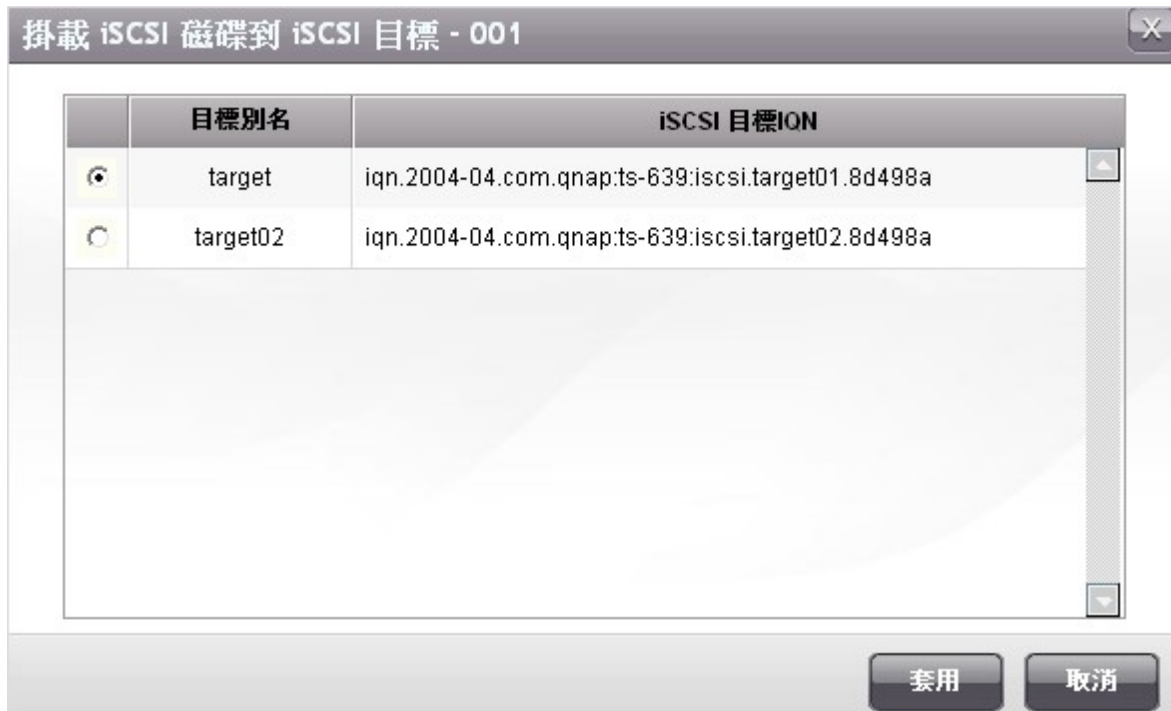 掛載 iSCSI 磁碟到 iSCSI 目標 - 001
目標別名 iSCSI 目標IQN
target iqn.2004-04.com.qnap:ts-639:iscsi.target01.8d498a
target02 iqn.2004-04.com.qnap:ts-639:iscsi.target02.8d498a
套用 取消